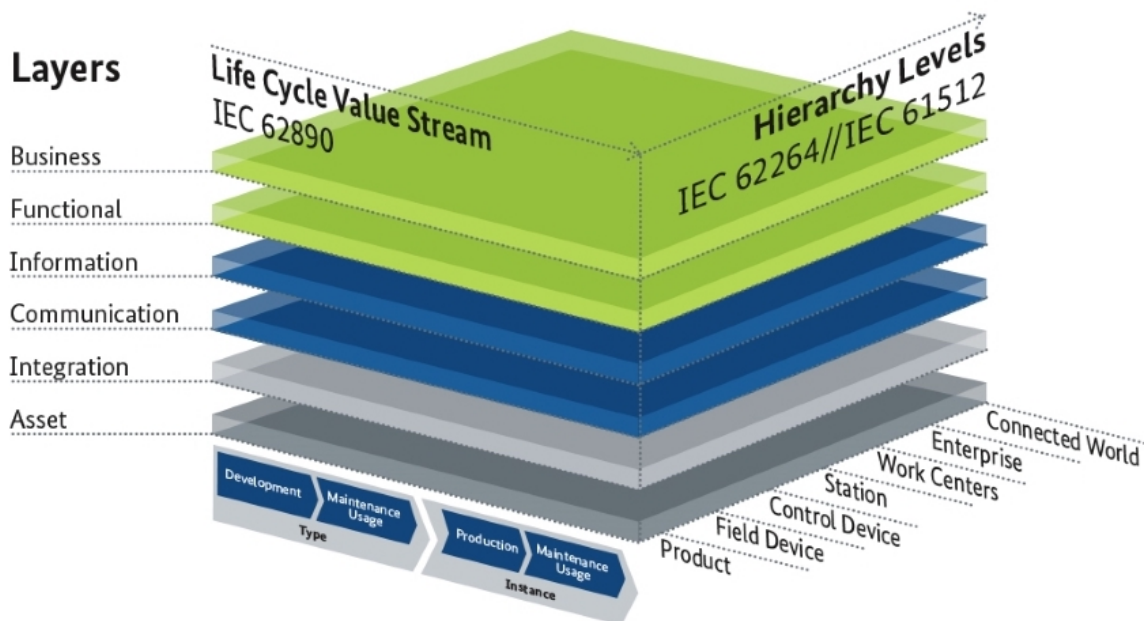 Layers
Life Cycle Value Stream
IEC 62890
Hierarchy Levels
IEC 62264//IEC 61512
Business
Functional
Information
Communication
Integration
Asset
Development
Maintenance
Usage
Type
Production
Maintenance
Usage
Instance
Product
Field Device
Control Device
Station
Work Centers
Enterprise
Connected World